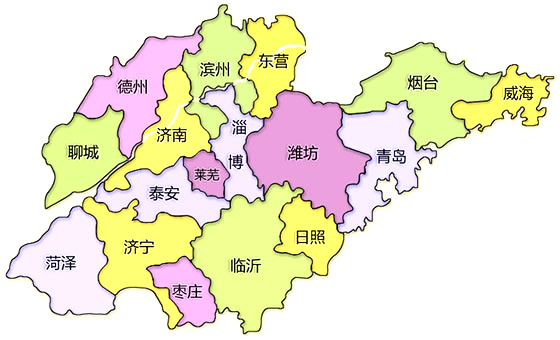 滨州
东营
德州
烟台
威海
济南
淄博
聊城
潍坊
青岛
莱芜
泰安
日照
济宁
菏泽
临沂
枣庄